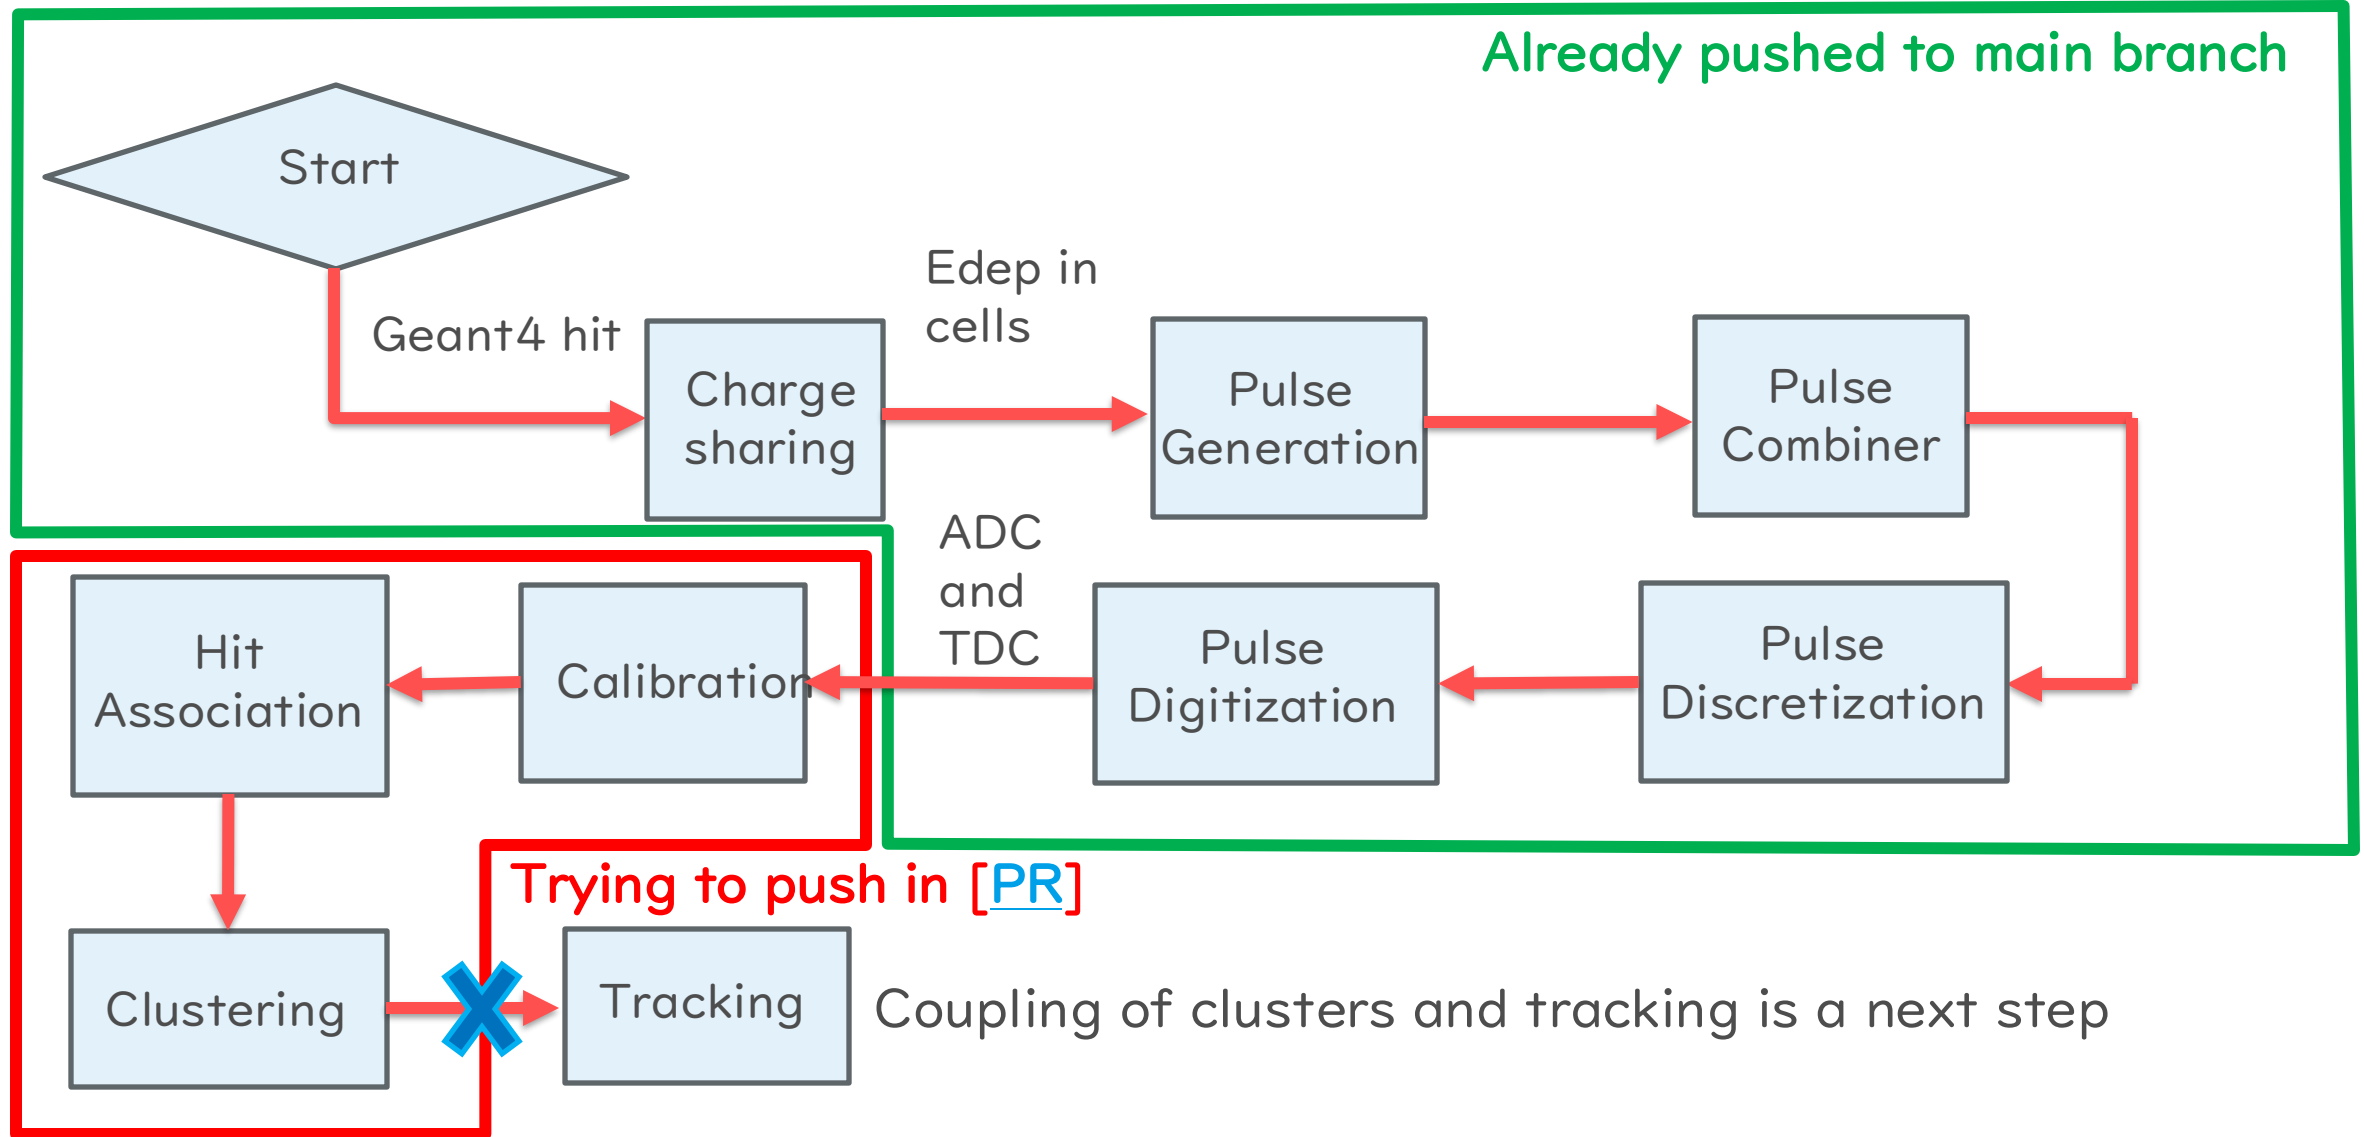 Already pushed to main branch
Start
Geant4 hit
Charge
sharing
Edep in
cells
Pulse
Generation
Pulse
Combiner
Pulse
Discretization
Pulse
Digitization
ADC
and
TDC
Calibration
Hit
Association
Trying to push in [PR]
Clustering
Tracking
Coupling of clusters and tracking is a next step